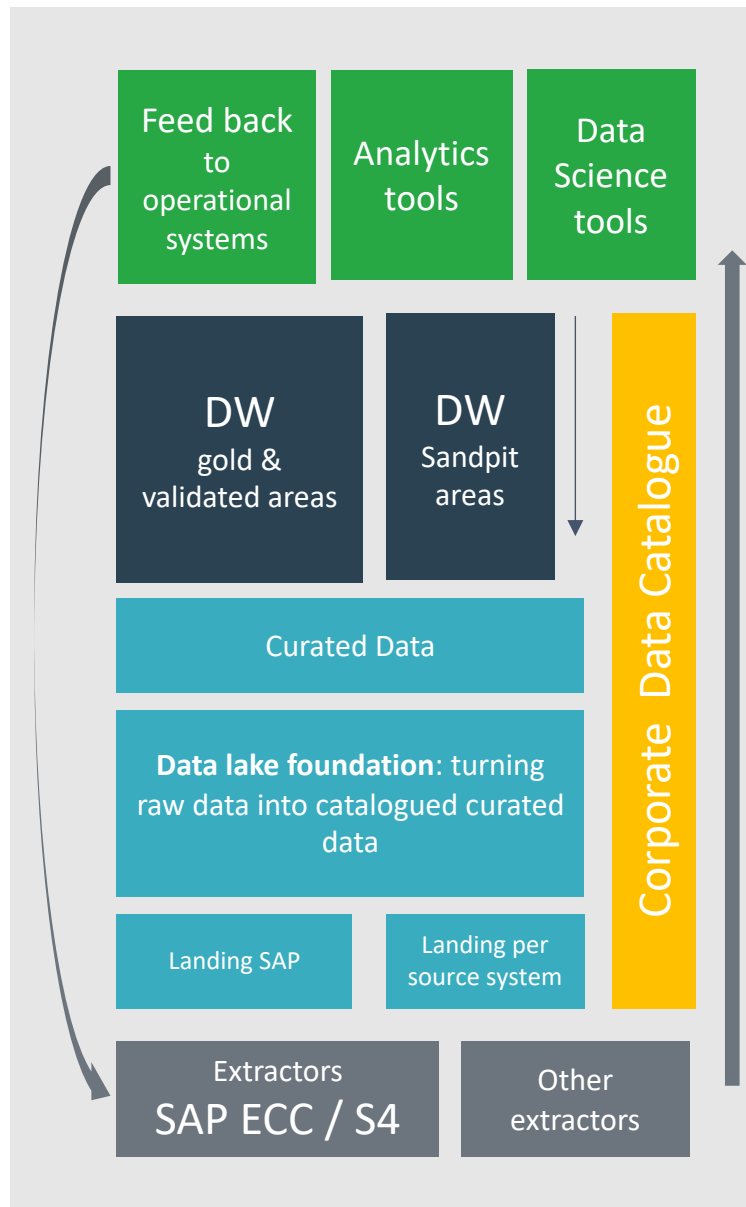 Feed back
to
operational
systems
Analytics
tools
Data
Science
tools
DW
gold &
validated areas
DW
Sandpit
areas
Corporate Data Catalogue
Curated Data
Data lake foundation: turning
raw data into catalogued curated
data
Landing SAP
Landing per
source system
Extractors
SAP ECC / S4
Other
extractors